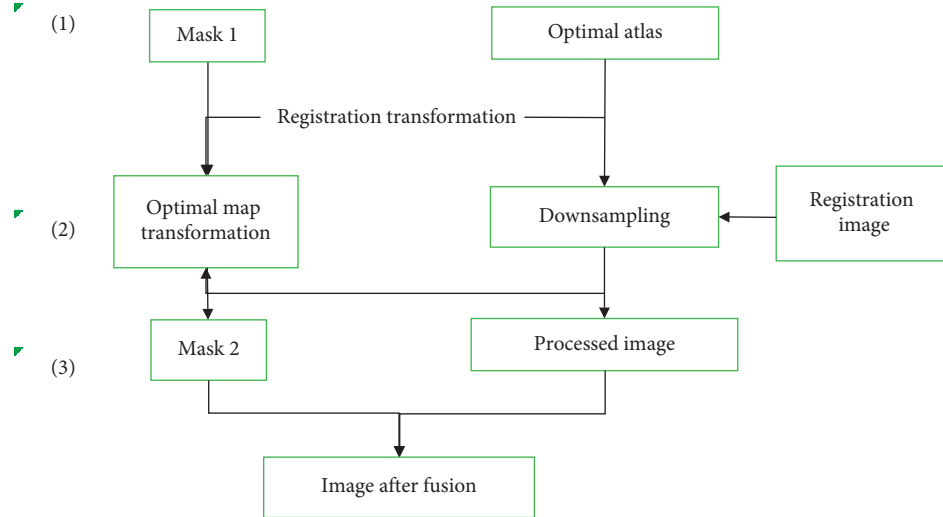 (1)
Mask 1
Optimal atlas
Registration transformation
(2)
Optimal map
transformation
Downsampling
Registration
image
(3)
Mask 2
Processed image
Image after fusion